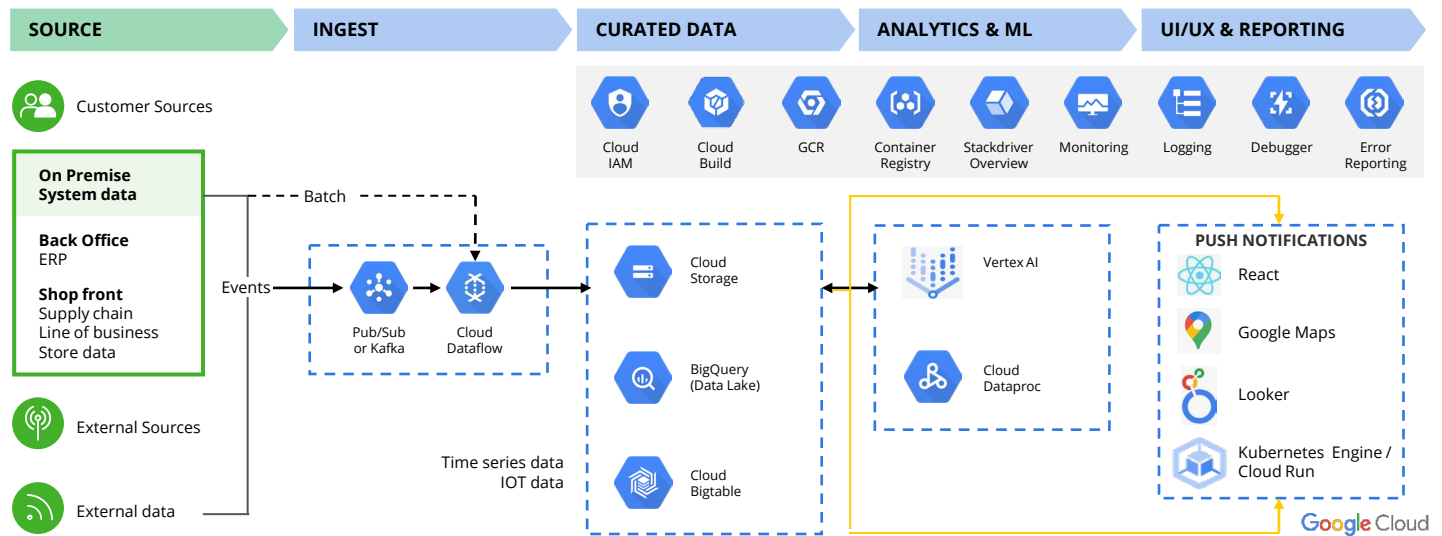 SOURCE
INGEST
CURATED DATA
ANALYTICS & ML
UI/UX & REPORTING
Customer Sources
Cloud
IAM
Cloud
Build
GCR
Container
Registry
Stackdriver
Overview
Monitoring
Logging
Debugger
Error
Reporting
On Premise
System data
Back Office
ERP
Shop front
Supply chain
Line of business
Store data
External Sources
External data
Batch
Events
Pub/Sub
or Kafka
Cloud
Dataflow
Time series data
IOT data
Cloud
Storage
BigQuery
(Data Lake)
Cloud
Bigtable
Vertex AI
Cloud
Dataproc
PUSH NOTIFICATIONS
React
Google Maps
Looker
Kubernetes Engine /
Cloud Run
Google Cloud